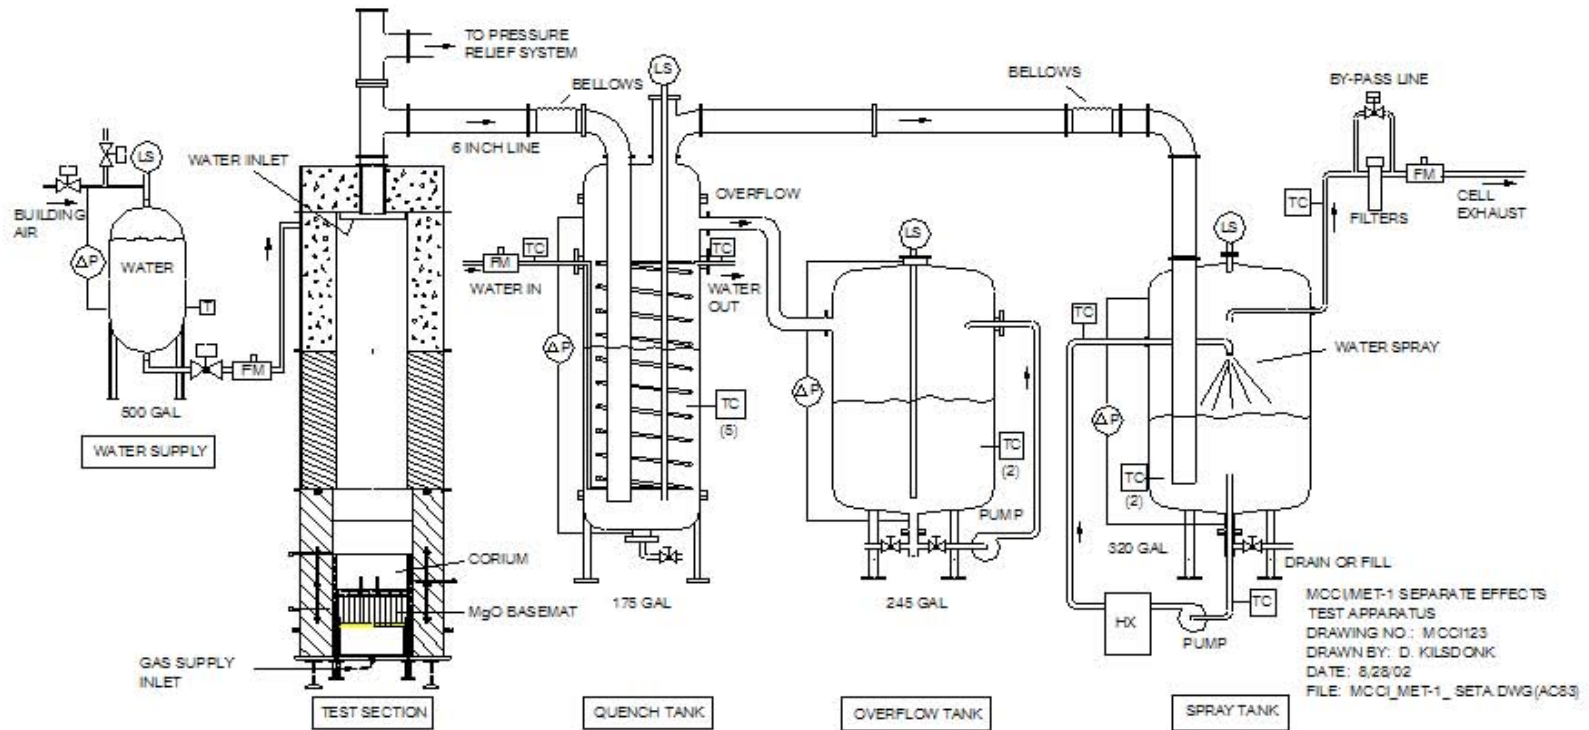 TO PRESSURE
RELIEF SYSTEM
LS
BELLOWS
BELLOWS
BY-PASS LINE
6 INCH LINE
LS
WATER INLET
BUILDING
AIR
ΔP
WATER
T
FM
500 GAL
WATER SUPPLY
CORIUM
MgO BASEMAT
GAS SUPPLY
INLET
TEST SECTION
OVERFLOW
TC
FM
WATER IN
TC
WATER
OUT
ΔP
TC
(5)
175 GAL
QUENCH TANK
LS
ΔP
TC
(2)
PUMP
245 GAL
OVERFLOW TANK
LS
TC
FILTERS
FM
CELL
EXHAUST
TC
WATER SPRAY
ΔP
TC
(2)
320 GAL
DRAIN OR FILL
TC
HX
PUMP
SPRAY TANK
MCCI/MET-1 SEPARATE EFFECTS
TEST APPARATUS
DRAWING NO.: MCCI123
DRAWN BY: D. KILSDONK
DATE: 8/28/02
FILE: MCCI_MET-1_ SETA.DWG(AC83)